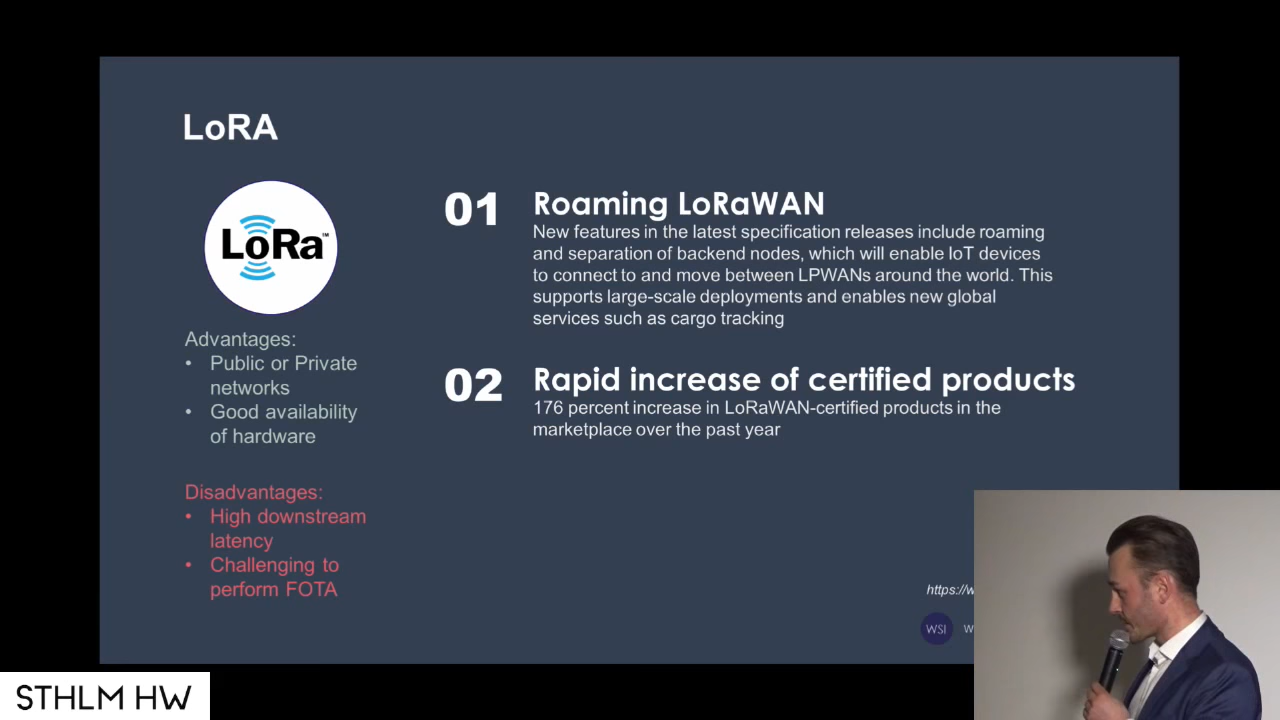 LoRA
LoRa™
Advantages:
• Public or Private
networks
• Good availability
of hardware
Disadvantages:
• High downstream
latency
• Challenging to
perform FOTA
01
Roaming LoRaWAN
New features in the latest specification releases include roaming
and separation of backend nodes, which will enable IoT devices
to connect to and move between LPWANs around the world. This
supports large-scale deployments and enables new global
services such as cargo tracking
02
Rapid increase of certified products
176 percent increase in LoRaWAN-certified products in the
marketplace over the past year
https://w
WSI W
STHLM HW